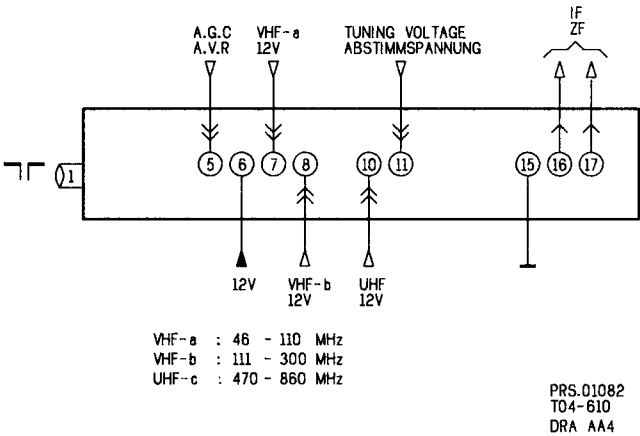 A.G.C
A.V.R
VHF-a
12V
TUNING VOLTAGE
ABSTIMMSPANNUNG
IF
ZF
1
5
6
7
8
10
11
15
16
17
12V
VHF-b
12V
UHF
12V
VHF-a : 46 - 110 MHz
VHF-b : 111 - 300 MHz
UHF-c : 470 - 860 MHz
PRS.01082
T04-610
DRA AA4